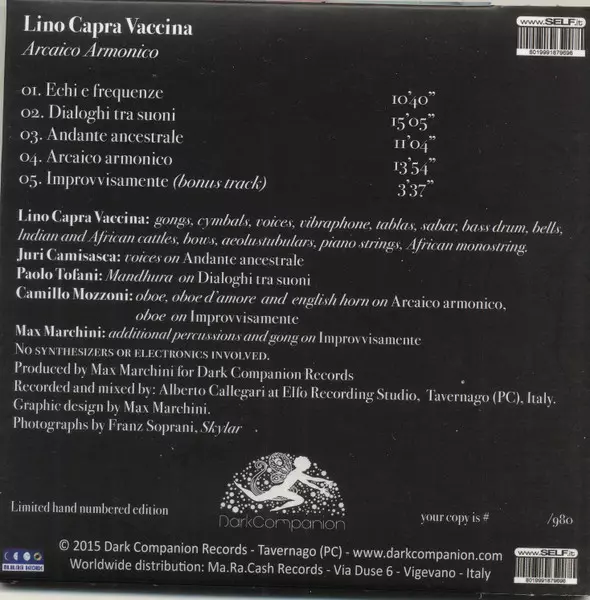 Lino Capra Vaccina
Arcaico Armonico
www.SELF.it
8019991879696
01. Echi e frequenze 10'40"
02. Dialoghi tra suoni 15'05"
03. Andante ancestrale 11'04"
04. Arcaico armonico 13'54"
05. Improvvisamente (bonus track) 3'37"
Lino Capra Vaccina: gongs, cymbals, voices, vibraphone, tablas, sabar, bass drum, bells,
Indian and African cattles, bows, aeolustubulars, piano strings, African monostring.
Juri Camisasca: voices on Andante ancestrale
Paolo Tofani: Mandhura on Dialoghi tra suoni
Camillo Mozzoni: oboe, oboe d'amore and english horn on Arcaico armonico,
oboe on Improvvisamente
Max Marchini: additional percussions and gong on Improvvisamente
NO SYNTHESIZERS OR ELECTRONICS INVOLVED.
Produced by Max Marchini for Dark Companion Records
Recorded and mixed by: Alberto Callegari at Elfo Recording Studio, Tavernago (PC), Italy.
Graphic design by Max Marchini.
Photographs by Franz Soprani, Skylar
DarkCompanion
Limited hand numbered edition
your copy is # /980
© 2015 Dark Companion Records - Tavernago (PC) - www.darkcompanion.com
Worldwide distribution: Ma.Ra.Cash Records - Via Duse 6 - Vigevano - Italy
www.SELF.it
8019991879696